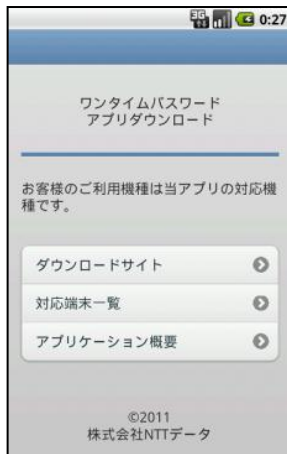 3G
0:27
ワンタイムパスワード
アプリダウンロード
お客様のご利用機種は当アプリの対応機
種です。
ダウンロードサイト
対応端末一覧
アプリケーション概要
©2011
株式会社NTTデータ